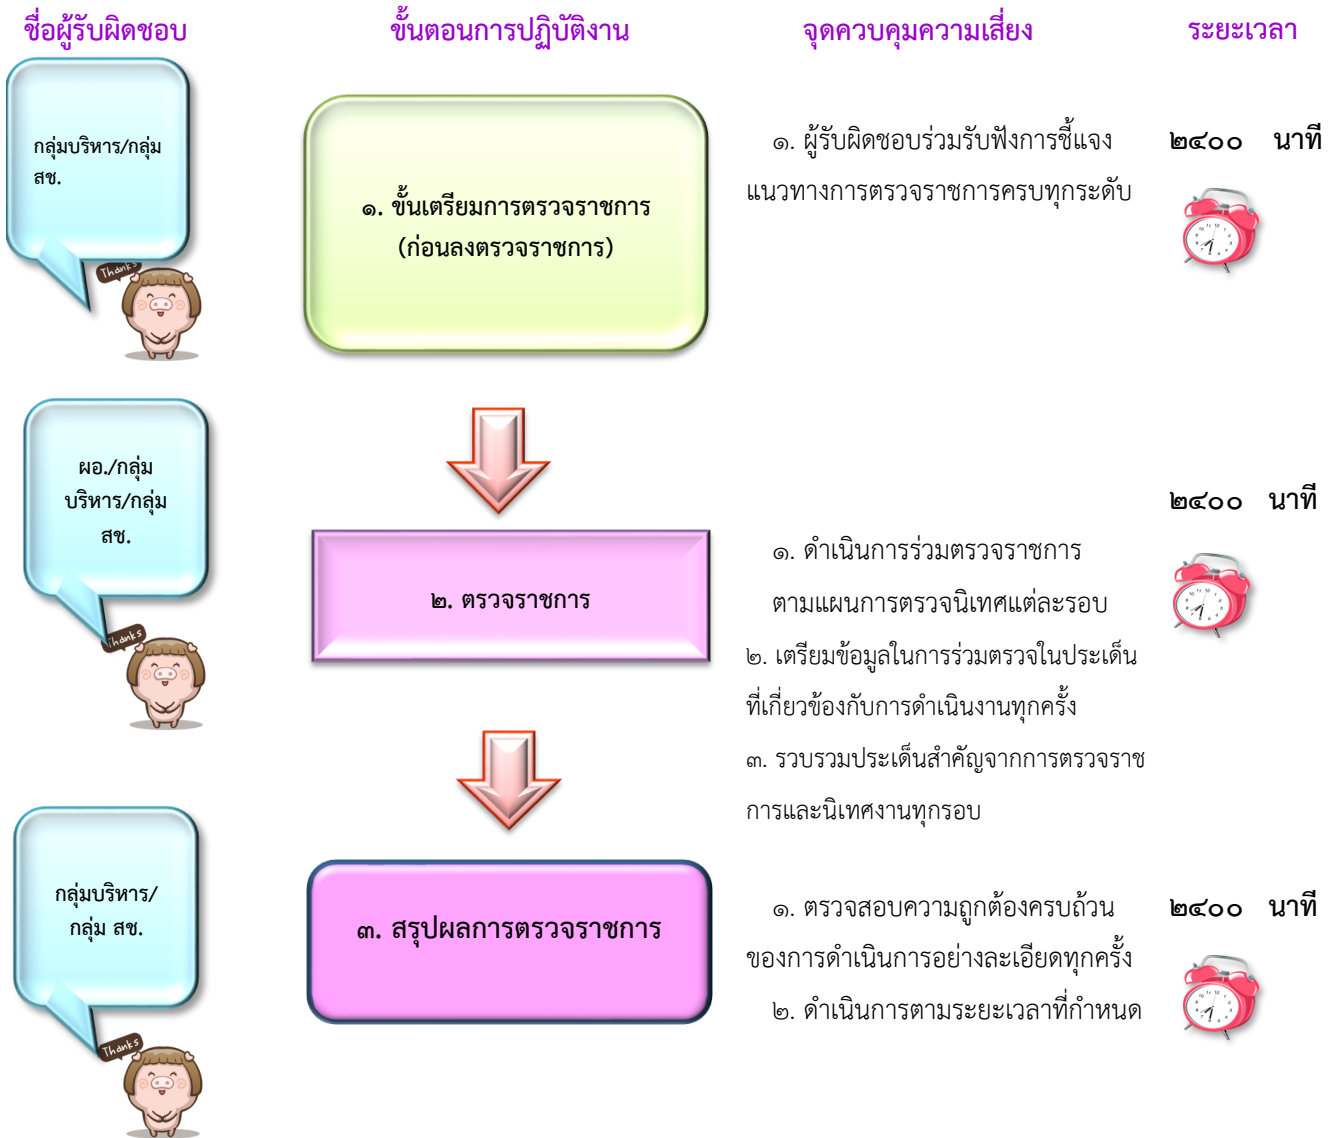 ชื่อผู้รับผิดชอบ ขั้นตอนการปฏิบัติงาน จุดควบคุมความเสี่ยง ระยะเวลา
กลุ่มบริหาร/กลุ่ม
สช.
Thanks
๑. ขั้นเตรียมการตรวจราชการ
(ก่อนลงตรวจราชการ)
๑. ผู้รับผิดชอบร่วมรับฟังการชี้แจง
แนวทางการตรวจราชการครบทุกระดับ
๒๔๐๐ นาที
ผอ./กลุ่ม
บริหาร/กลุ่ม
สช.
Thanks
๒. ตรวจราชการ
๑. ดำเนินการร่วมตรวจราชการ
ตามแผนการตรวจนิเทศแต่ละรอบ
๒. เตรียมข้อมูลในการร่วมตรวจในประเด็น
ที่เกี่ยวข้องกับการดำเนินงานทุกครั้ง
๓. รวบรวมประเด็นสำคัญจากการตรวจราช
การและนิเทศงานทุกรอบ
๒๔๐๐ นาที
กลุ่มบริหาร/
กลุ่ม สช.
Thanks
๓. สรุปผลการตรวจราชการ
๑. ตรวจสอบความถูกต้องครบถ้วน
ของการดำเนินการอย่างละเอียดทุกครั้ง
๒. ดำเนินการตามระยะเวลาที่กำหนด
๒๔๐๐ นาที